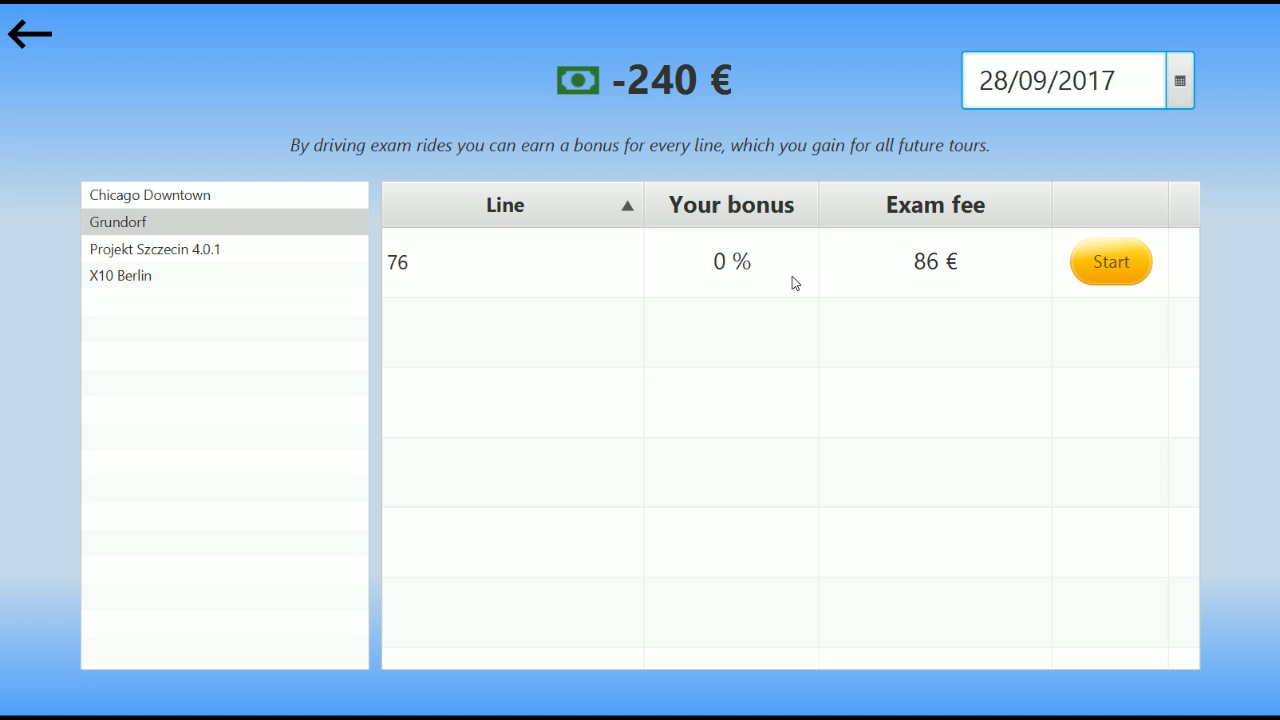 -240 €
28/09/2017
By driving exam rides you can earn a bonus for every line, which you gain for all future tours.
Chicago Downtown
Grundorf
Projekt Szczecin 4.0.1
X10 Berlin
Line Your bonus Exam fee
76 0 % 86 € Start